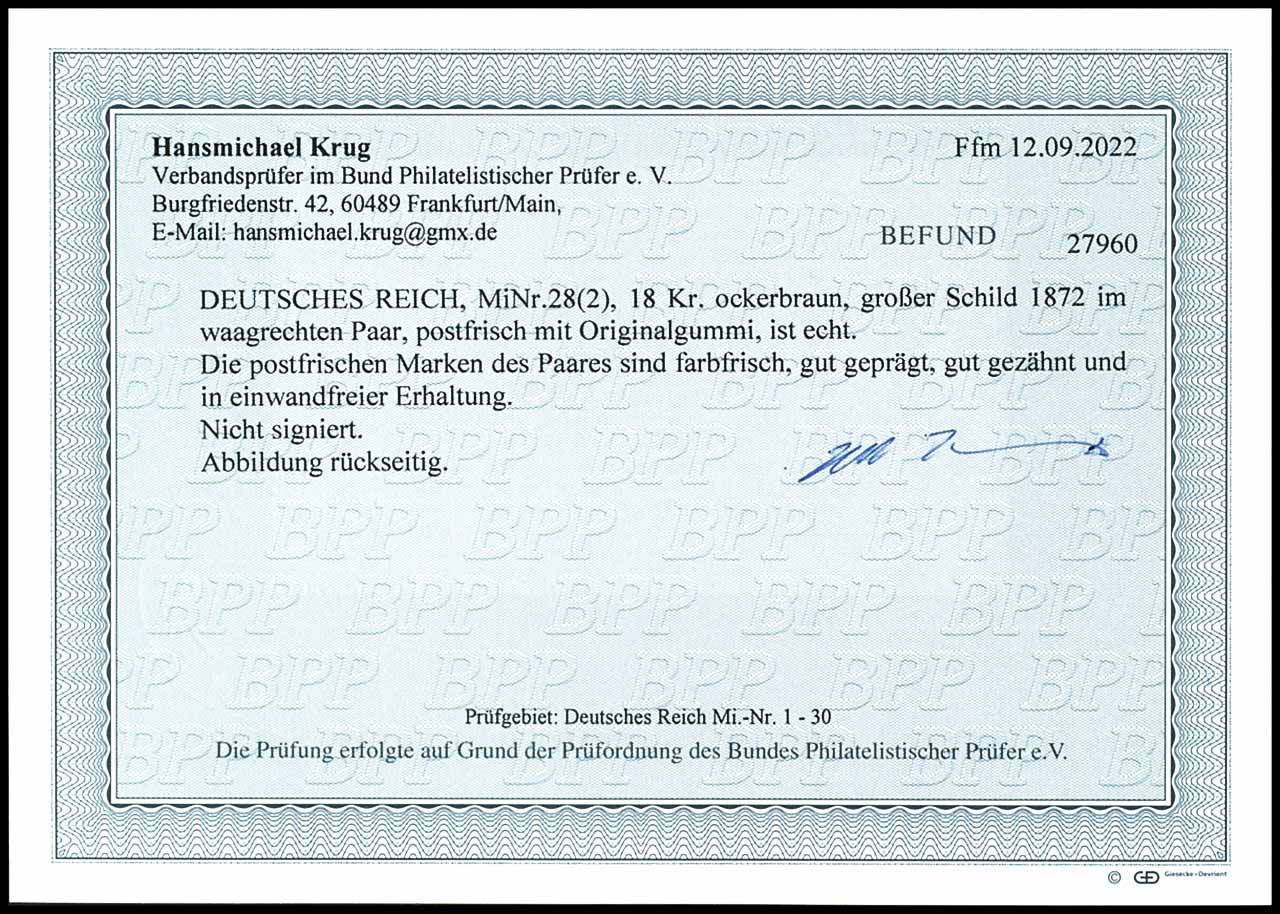 Hansmichael Krug
Ffm 12.09.2022
Verbandsprüfer im Bund Philatelistischer Prüfer e. V.
Burgfriedenstr. 42, 60489 Frankfurt/Main,
E-Mail: hansmichael.krug@gmx.de
BEFUND 27960
DEUTSCHES REICH, MiNr.28(2), 18 Kr. ockerbraun, großer Schild 1872 im
waagrechten Paar, postfrisch mit Originalgummi, ist echt.
Die postfrischen Marken des Paares sind farbfrisch, gut geprägt, gut gezähnt und
in einwandfreier Erhaltung.
Nicht signiert.
Abbildung rückseitig.
Prüfgebiet: Deutsches Reich Mi.-Nr. 1 - 30
Die Prüfung erfolgte auf Grund der Prüfordnung des Bundes Philatelistischer Prüfer e.V.
© GD Giesecke+Devrient